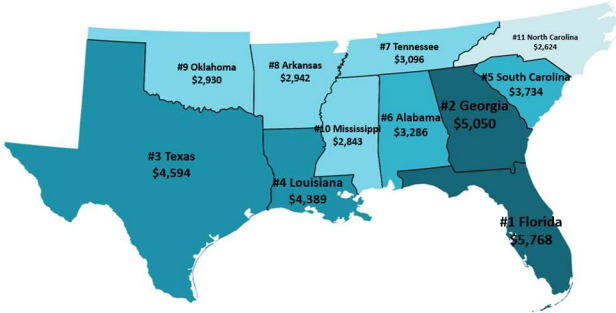 #11 North Carolina
$2,624
#7 Tennessee
$3,096
#9 Oklahoma
$2,930
#8 Arkansas
$2,942
#5 South Carolina
$3,734
#2 Georgia
$5,050
#6 Alabama
$3,286
#10 Mississippi
$2,843
#3 Texas
$4,594
#4 Louisiana
$4,389
#1 Florida
$5,768